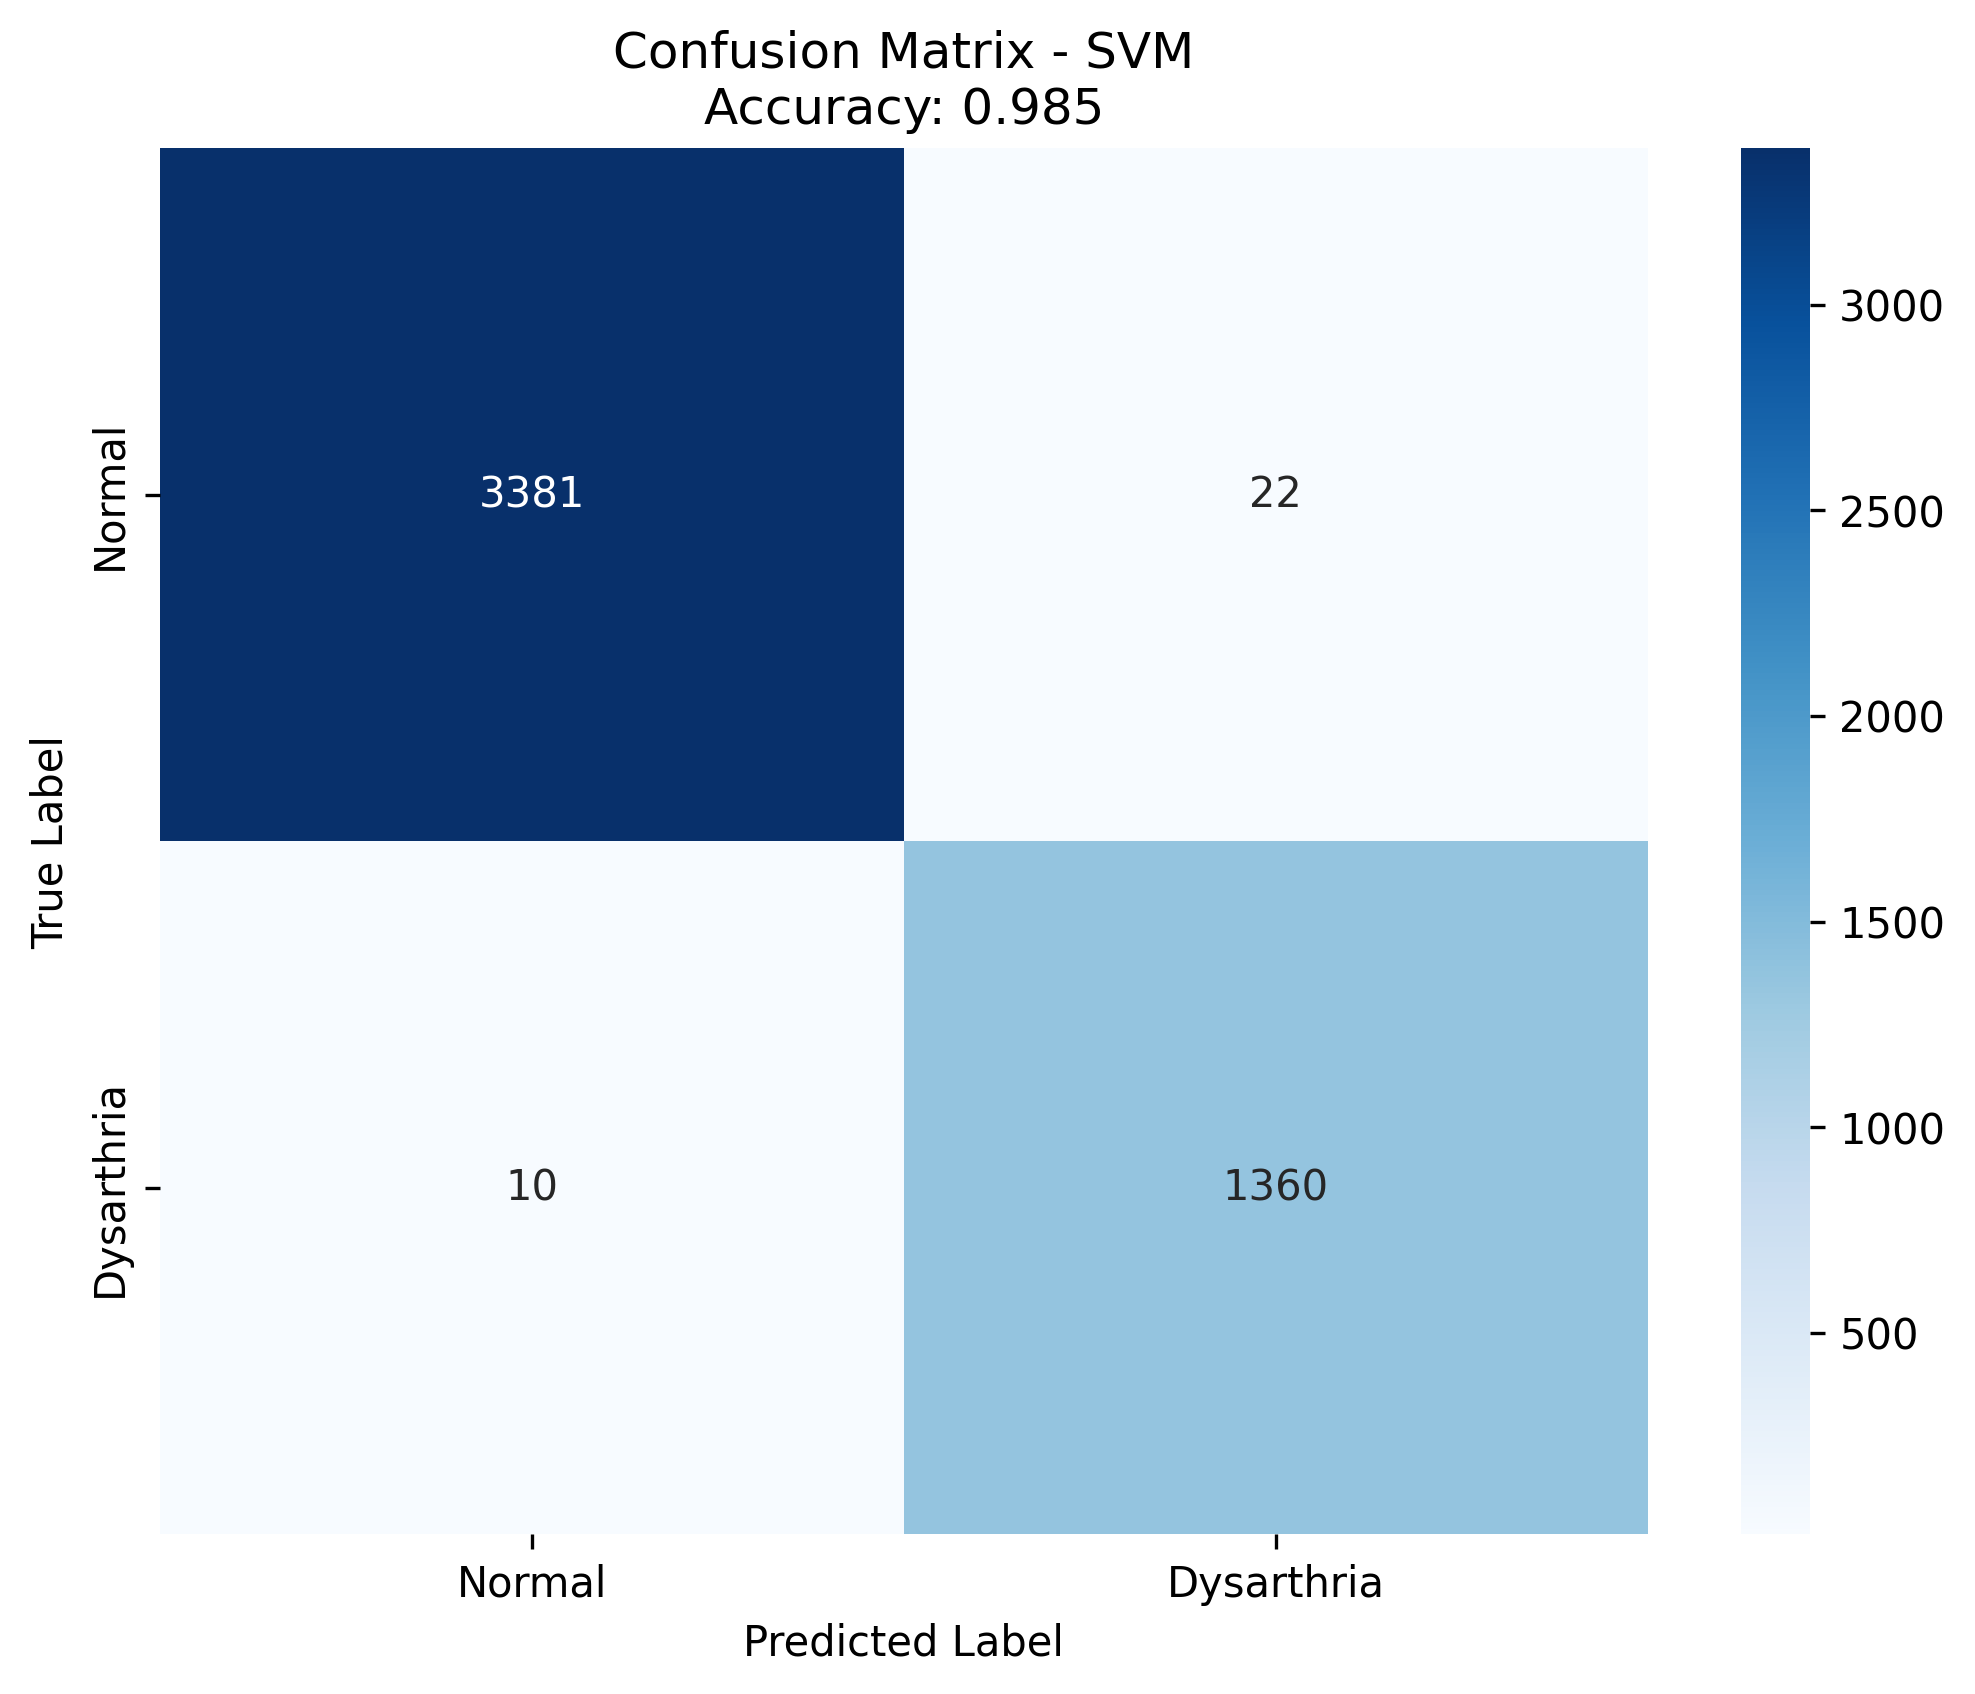 Confusion Matrix - SVM
Accuracy: 0.985
True Label
Normal
Dysarthria
3381
22
10
1360
Normal
Dysarthria
Predicted Label
3000
2500
2000
1500
1000
500